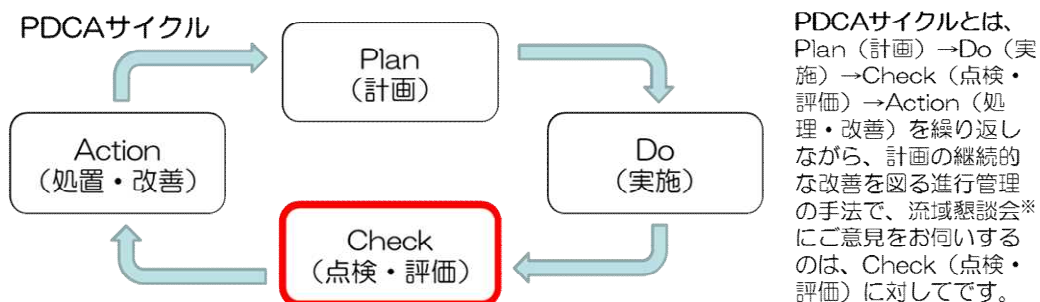 PDCAサイクル
Plan
（計画）
Action
（処置・改善）
Do
（実施）
Check
（点検・評価）
PDCAサイクルとは、
Plan（計画）→Do（実
施）→Check（点検・
評価）→Action（処
理・改善）を繰り返し
ながら、計画の継続的
な改善を図る進行管理
の手法で、流域懇談会※
にご意見をお伺いする
のは、Check（点検・
評価）に対してです。